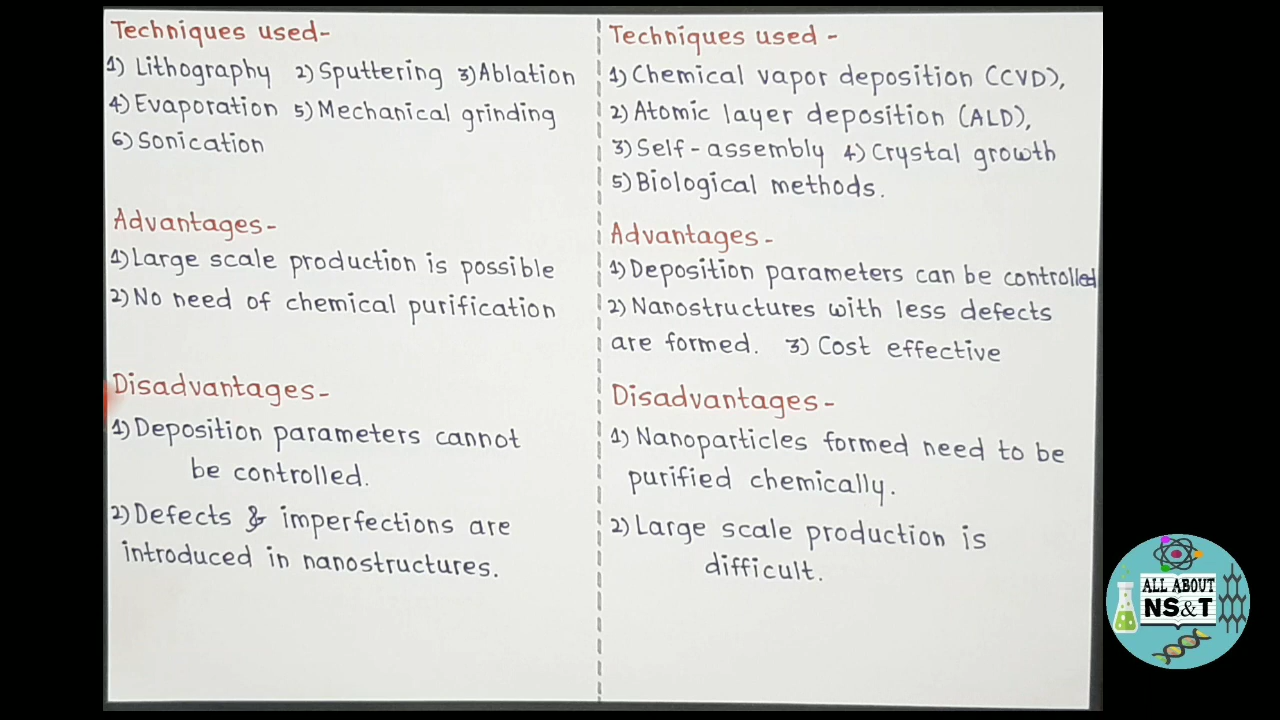 Techniques used-
1) Lithography 2) Sputtering 3) Ablation
4) Evaporation 5) Mechanical grinding
6) Sonication
Advantages-
1) Large scale production is possible
2) No need of chemical purification
Disadvantages-
1) Deposition parameters cannot
be controlled.
2) Defects & imperfections are
introduced in nanostructures.
Techniques used -
1) Chemical vapor deposition (CVD),
2) Atomic layer deposition (ALD),
3) Self-assembly 4) Crystal growth
5) Biological methods.
Advantages -
1) Deposition parameters can be controlled
2) Nanostructures with less defects
are formed. 3) Cost effective
Disadvantages -
1) Nanoparticles formed need to be
purified chemically.
2) Large scale production is
difficult.
ALL ABOUT
NS&T